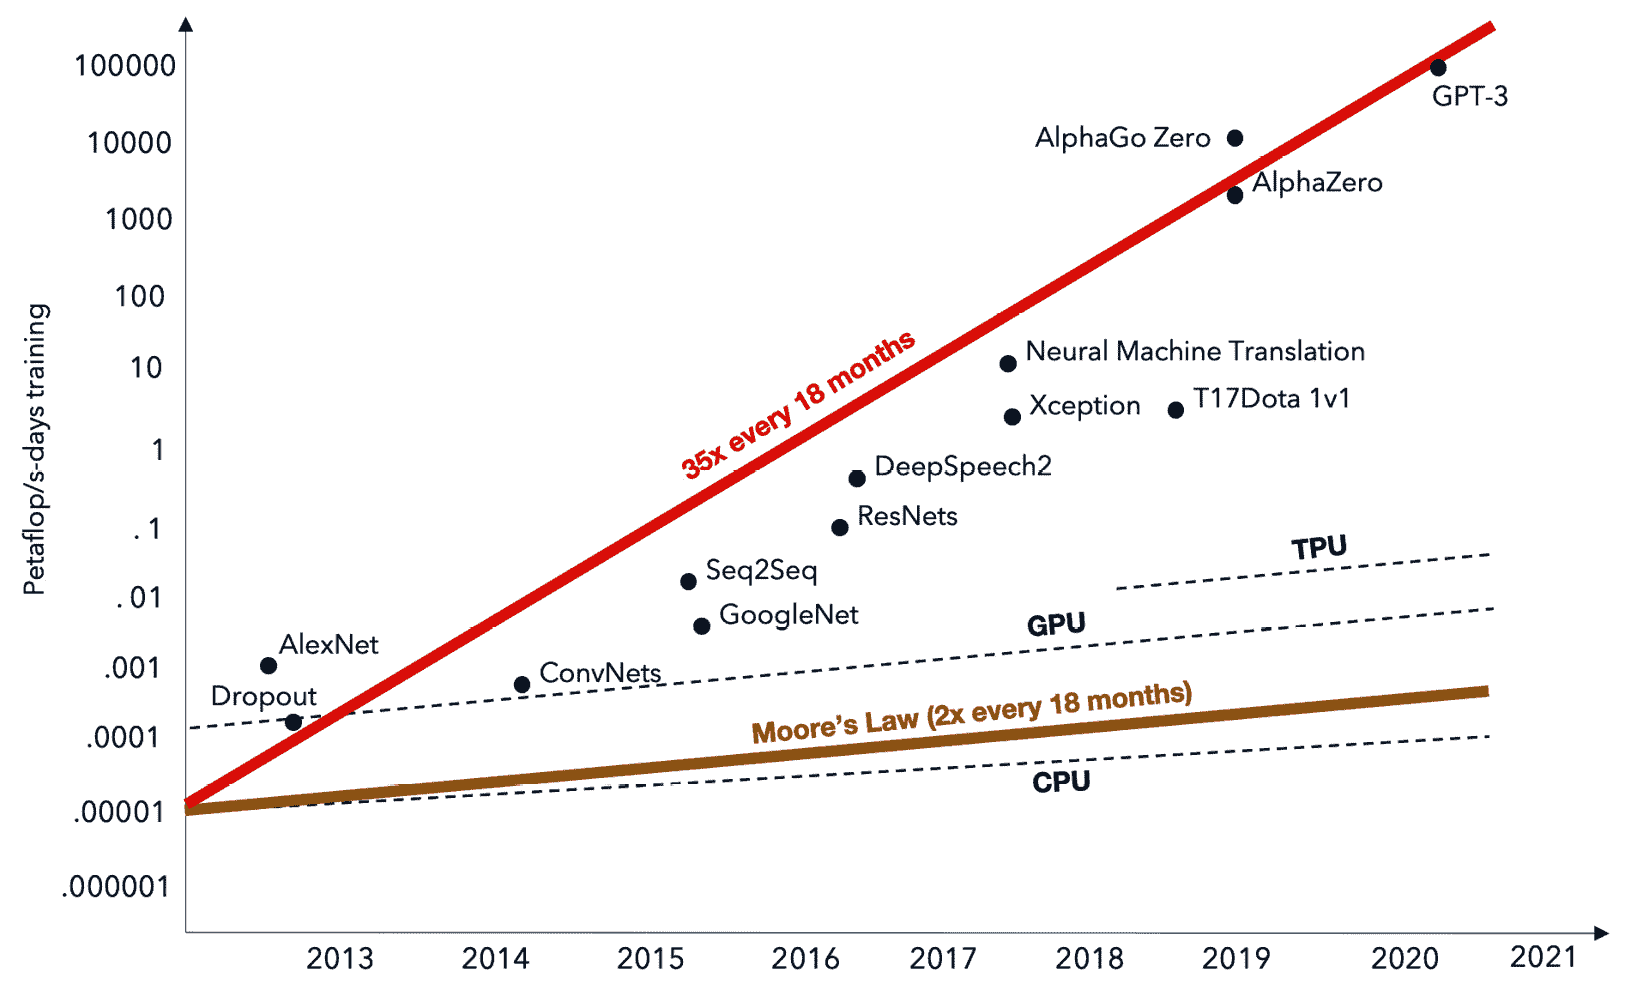 100000
10000
1000
100
10
1
.1
.01
.001
.0001
.00001
.000001
Petaflop/s-days training
GPT-3
AlphaGo Zero
AlphaZero
35x every 18 months
Neural Machine Translation
Xception
T17Dota 1v1
DeepSpeech2
ResNets
Seq2Seq
GoogleNet
AlexNet
Dropout
ConvNets
TPU
GPU
Moore's Law (2x every 18 months)
CPU
2013 2014 2015 2016 2017 2018 2019 2020 2021